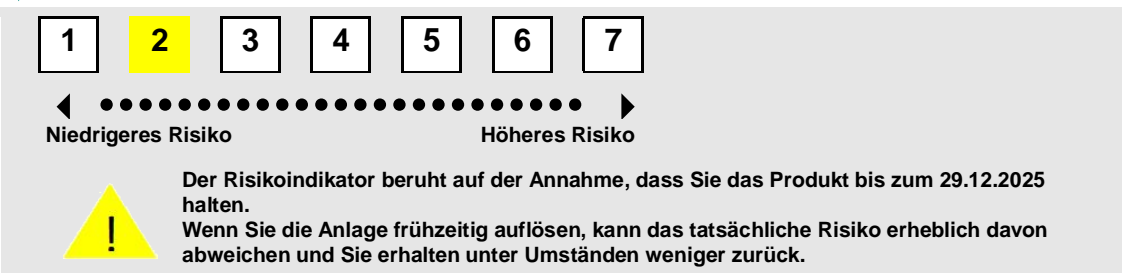 1 2 3 4 5 6 7
Niedrigeres Risiko Höheres Risiko
Der Risikoindikator beruht auf der Annahme, dass Sie das Produkt bis zum 29.12.2025
halten.
Wenn Sie die Anlage frühzeitig auflösen, kann das tatsächliche Risiko erheblich davon
! abweichen und Sie erhalten unter Umständen weniger zurück.